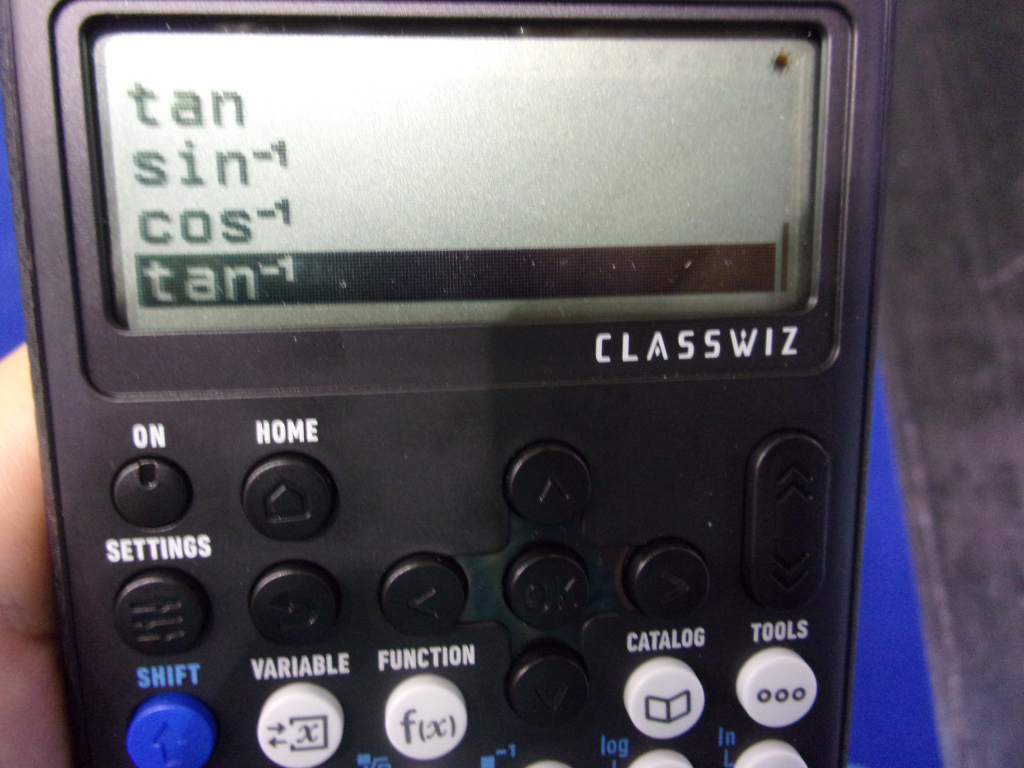 tan
sin⁻¹
cos⁻¹
tan⁻¹
CLASSWIZ
ON
HOME
SETTINGS
OK
SHIFT
VARIABLE
FUNCTION
CATALOG
TOOLS
x
f(x)
log
ln
■⁻¹